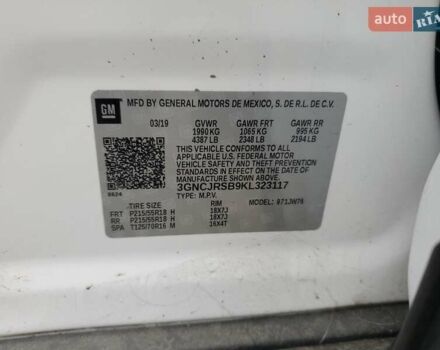 auto RIA.com
GM
MFD BY GENERAL MOTORS DE MEXICO, S. DE R.L. DE C.V.
03/19 GVWR GAWR FRT GAWR RR
1990 KG 1065 KG 995 KG
4387 LB 2348 LB 2194 LB
THIS VEHICLE CONFORMS TO ALL APPLICABLE
U.S. FEDERAL MOTOR VEHICLE
SAFETY AND THEFT PREVENTION
STANDARDS IN EFFECT ON THE DATE
OF MANUFACTURE SHOWN ABOVE.
3GNCJRSB9KL323117
TYPE: M.P.V. MODEL:
TIRE SIZE RIM
FRT P215/55R18 H 18X7J
RR P215/55R18 H 18X7J
SPA T125/70R16 M 16X4T